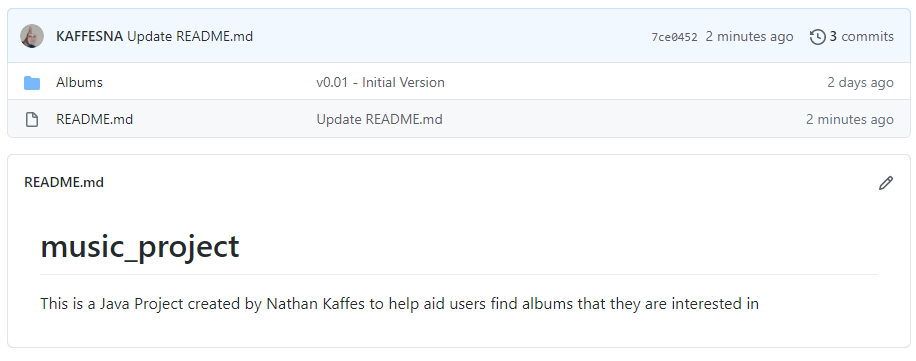 KAFFESNA Update README.md 7ce0452 2 minutes ago 3 commits
Albums v0.01 - Initial Version 2 days ago
README.md Update README.md 2 minutes ago
README.md
music_project
This is a Java Project created by Nathan Kaffes to help aid users find albums that they are interested in